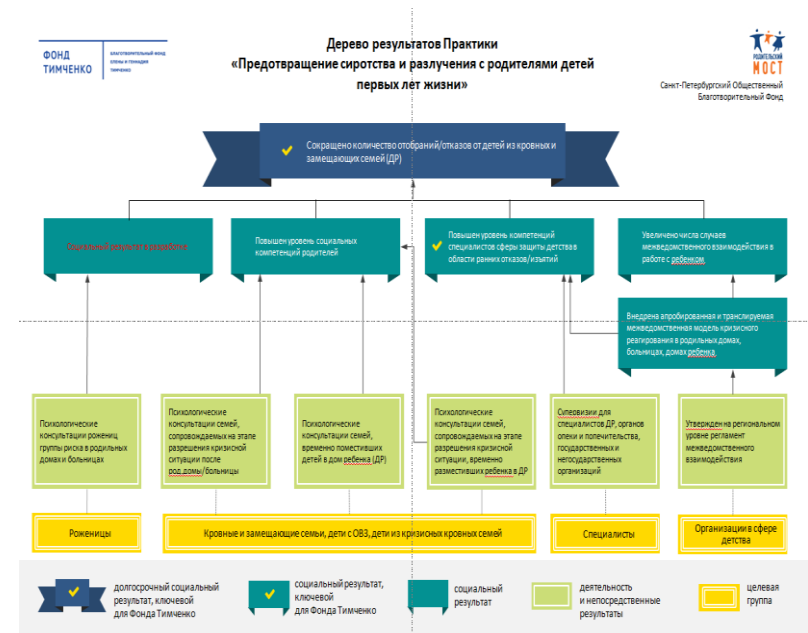 ФОНД
ТИМЧЕНКО
БЛАГОТВОРИТЕЛЬНЫЙ ФОНД
ЕЛЕНЫ И ГЕННАДИЯ
ТИМЧЕНКО
Дерево результатов Практики
«Предотвращение сиротства и разлучения с родителями детей
первых лет жизни»
РОДИТЕЛЬСКИЙ
МОСТ
Санкт-Петербургский Общественный
Благотворительный Фонд
Сокращено количество отобраний/отказов от детей из кровных и
замещающих семей (ДР)
Социальный результат в разработке
Повышен уровень социальных
компетенций родителей
Повышен уровень компетенций
специалистов сферы защиты детства в
области ранних отказов/изъятий
Увеличено числа случаев
межведомственного взаимодействия в
работе с ребенком.
Внедрена апробированная и транслируемая
межведомственная модель кризисного
реагирования в родильных домах,
больницах, домах ребенка.
Психологические
консультации рожениц
группы риска в родильных
домах и больницах
Психологические
консультации семей,
сопровождаемых на этапе
разрешения кризисной
ситуации после
род.домы/больницы
Психологические
консультации семей,
временно поместивших
детей в дом ребенка (ДР)
Психологические
консультации семей,
сопровождаемых на этапе
разрешения кризисной
ситуации, временно
разместивших ребенка в ДР
Супервизии для
специалистов ДР, органов
опеки и попечительства,
государственных и
негосударственных
организаций
Утвержден на региональном
уровне регламент
межведомственного
взаимодействия
Роженицы
Кровные и замещающие семьи, дети с ОВЗ, дети из кризисных кровных семей
Специалисты
Организации в сфере
детства
долгосрочный социальный
результат, ключевой
для Фонда Тимченко
социальный результат,
ключевой
для Фонда Тимченко
социальный
результат
деятельность
и непосредственные
результаты
целевая
группа